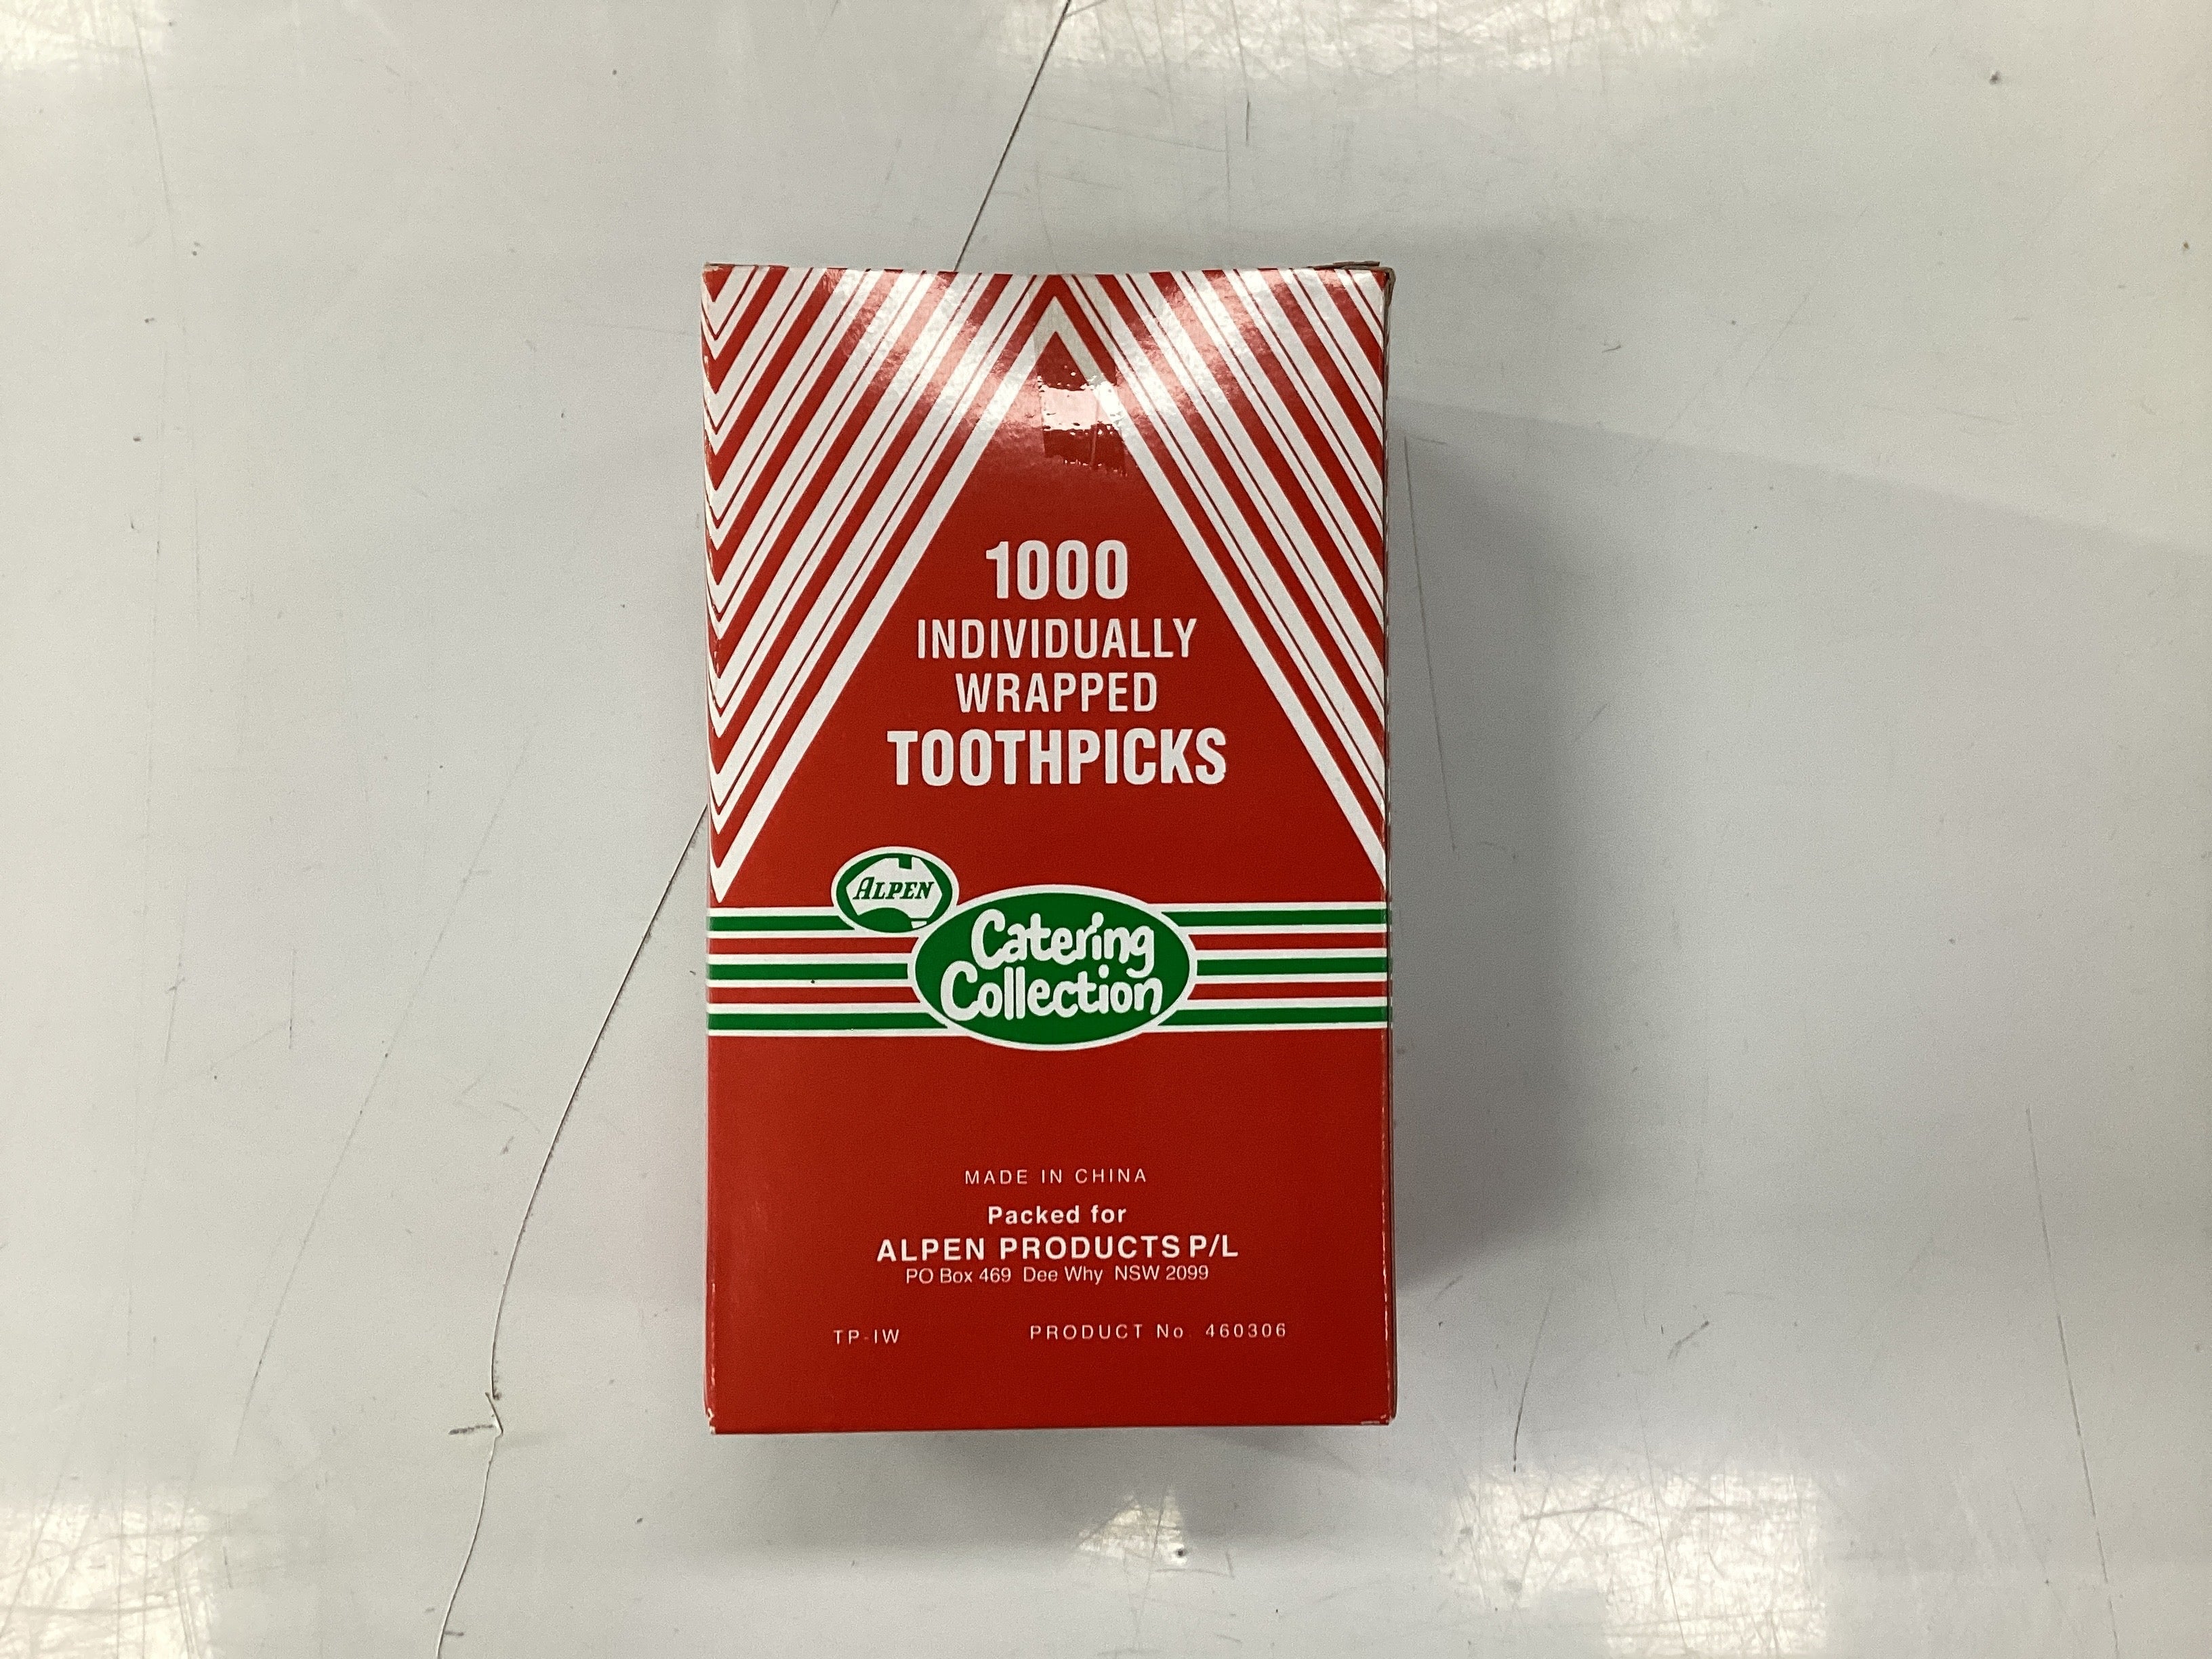 1000
INDIVIDUALLY
WRAPPED
TOOTHPICKS
ALPEN
Catering
Collection
MADE IN CHINA
Packed for
ALPEN PRODUCTS P/L
PO Box 469 Dee Why NSW 2099
TP-IW PRODUCT No 460306